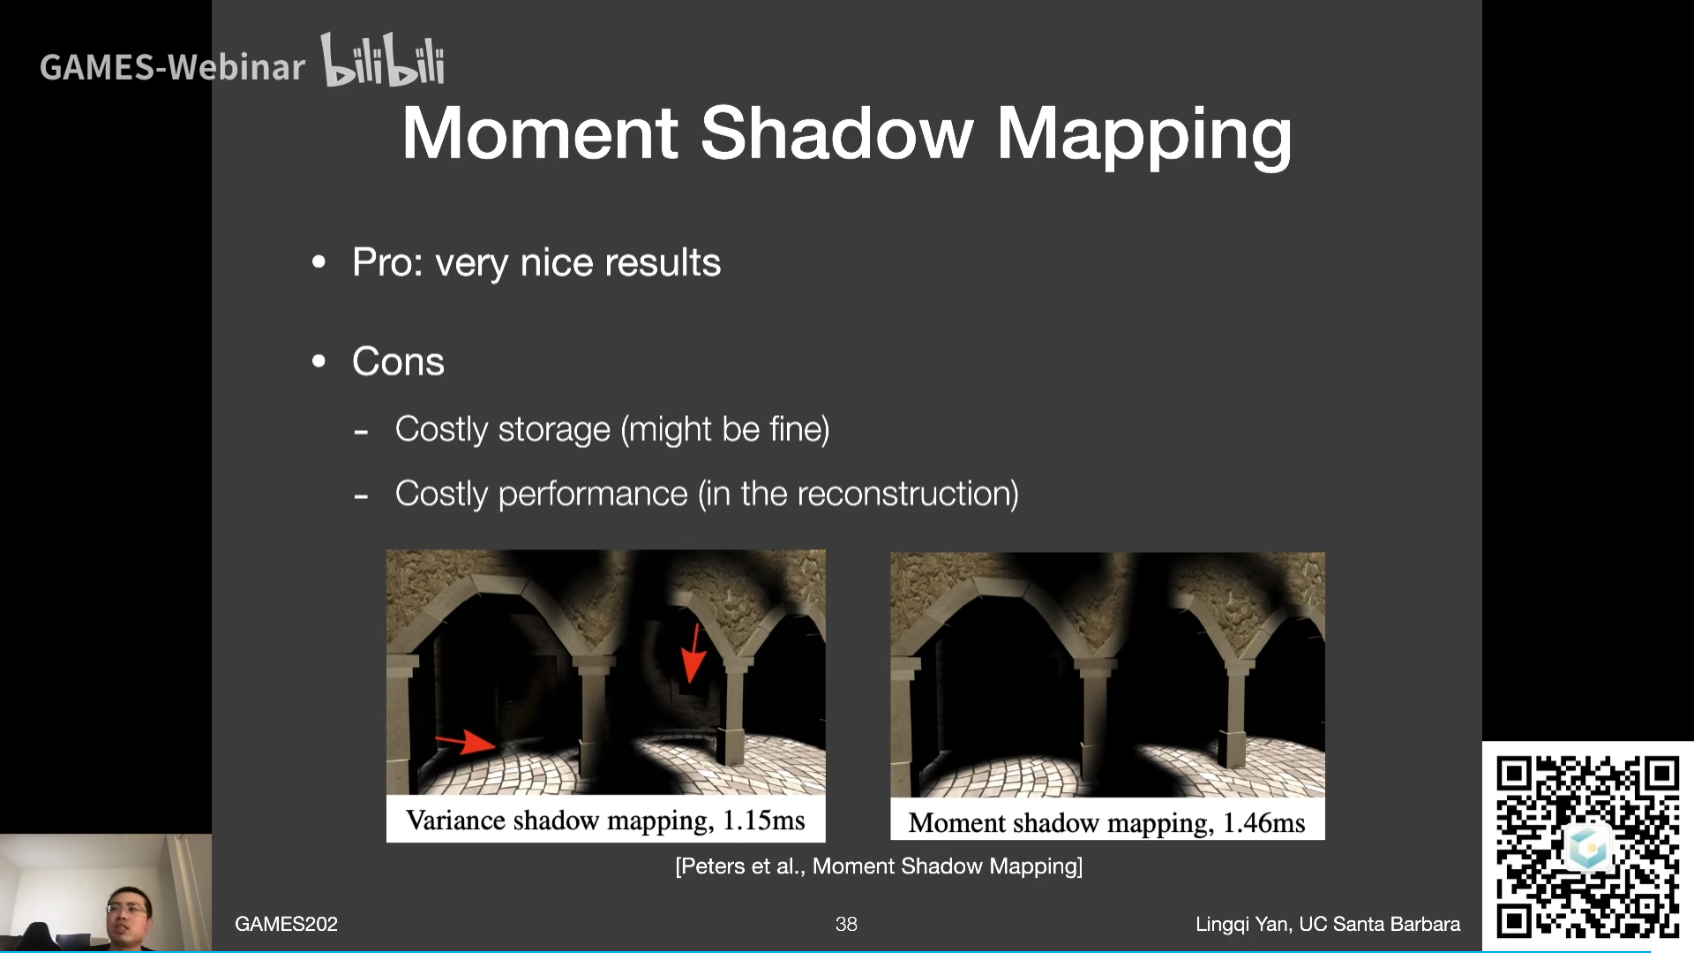 GAMES-Webinar bilibili
Moment Shadow Mapping
• Pro: very nice results
• Cons
- Costly storage (might be fine)
- Costly performance (in the reconstruction)
Variance shadow mapping, 1.15ms
Moment shadow mapping, 1.46ms
[Peters et al., Moment Shadow Mapping]
GAMES202
38
Lingqi Yan, UC Santa Barbara